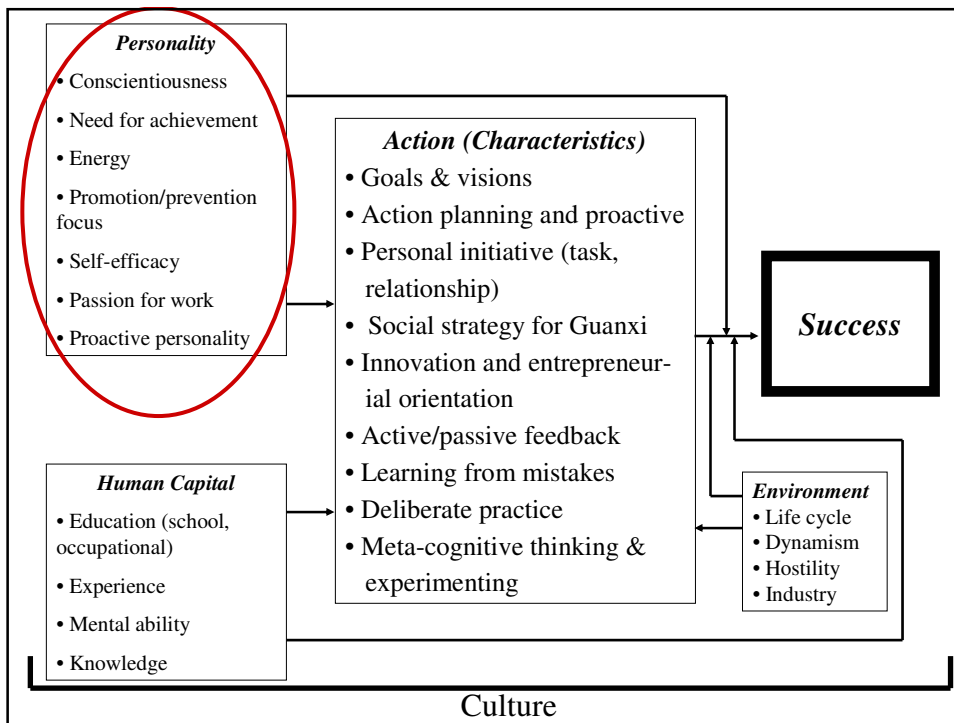 Personality
• Conscientiousness
• Need for achievement
• Energy
• Promotion/prevention
focus
• Self-efficacy
• Passion for work
• Proactive personality
Human Capital
• Education (school,
occupational)
• Experience
• Mental ability
• Knowledge
Action (Characteristics)
• Goals & visions
• Action planning and proactive
• Personal initiative (task,
relationship)
• Social strategy for Guanxi
• Innovation and entrepreneur-
ial orientation
• Active/passive feedback
• Learning from mistakes
• Deliberate practice
• Meta-cognitive thinking &
experimenting
Success
Environment
• Life cycle
• Dynamism
• Hostility
• Industry
Culture